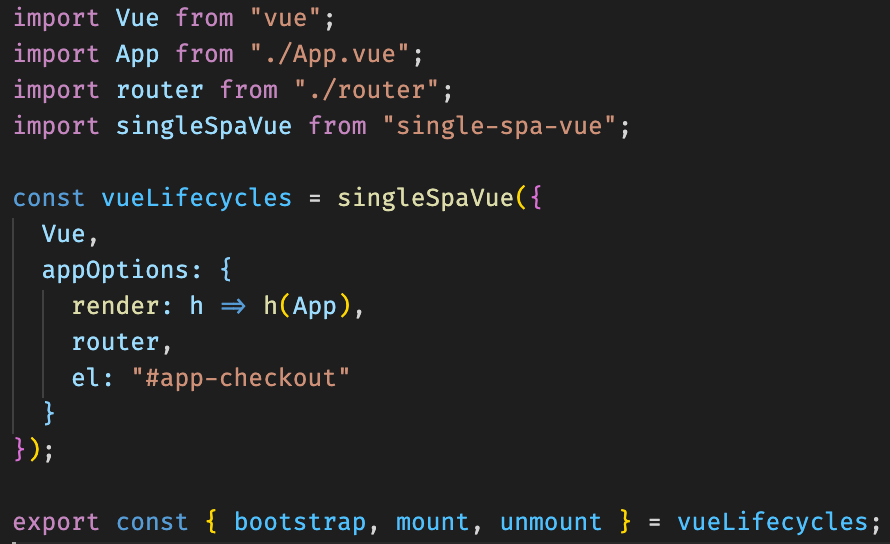 import Vue from "vue";
import App from "./App.vue";
import router from "./router";
import singleSpaVue from "single-spa-vue";

const vueLifecycles = singleSpaVue({
  Vue,
  appOptions: {
    render: h => h(App),
    router,
    el: "#app-checkout"
  }
});

export const { bootstrap, mount, unmount } = vueLifecycles;